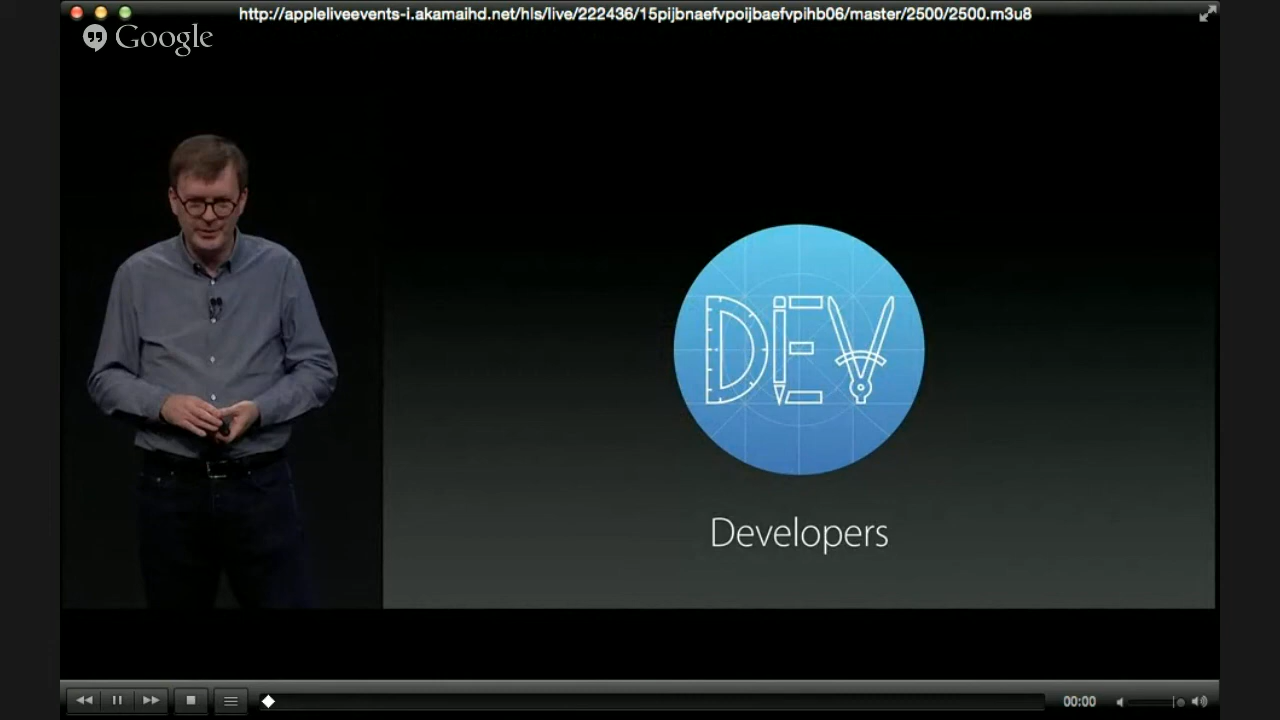 http://appleliveevents-i.akamaihd.net/hls/live/222436/15pijbnaefvpoijbaefvpihb06/master/2500/2500.m3u8
Google
DEV
Developers
00:00